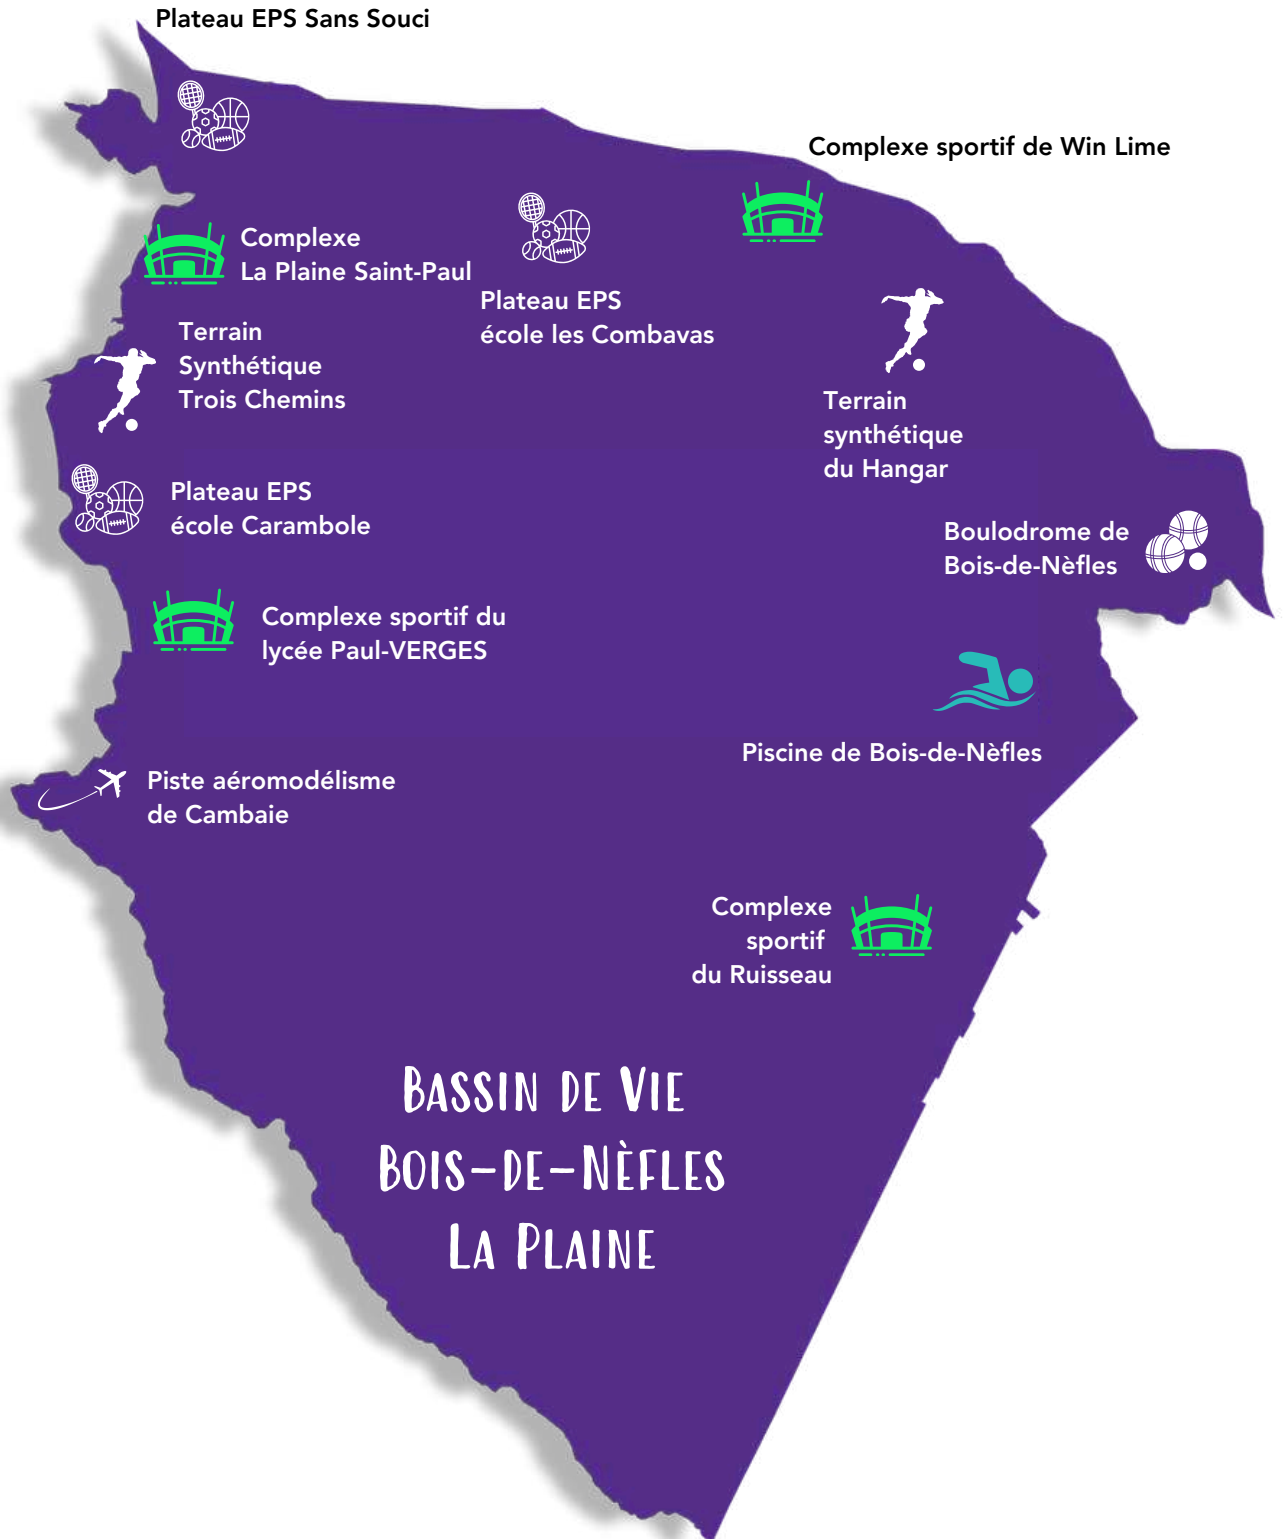 Plateau EPS Sans Souci
Complexe sportif de Win Lime
Complexe
La Plaine Saint-Paul
Plateau EPS
école les Combavas
Terrain
Synthétique
Trois Chemins
Terrain
synthétique
du Hangar
Plateau EPS
école Carambole
Boulodrome de
Bois-de-Nèfles
Complexe sportif du
lycée Paul-VERGES
Piscine de Bois-de-Nèfles
Piste aéromodélisme
de Cambaie
Complexe
sportif
du Ruisseau
BASSIN DE VIE
BOIS-DE-NÈFLES
LA PLAINE